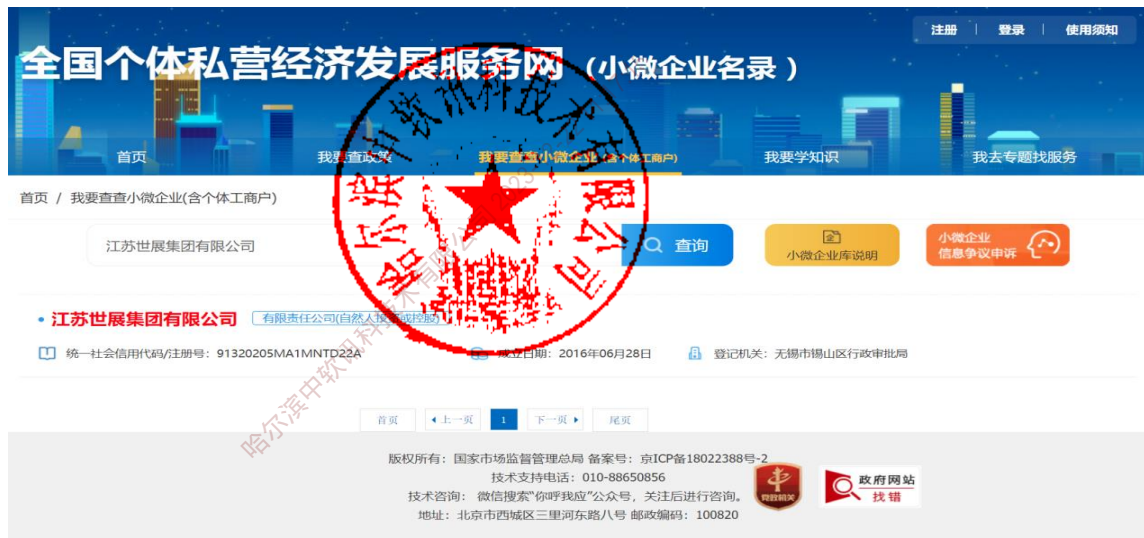 注册 登录 使用须知
全国个体私营经济发展服务网（小微企业名录 ）
首页 我要查政策 我要查查小微企业(含个体工商户) 我要学知识 我去专题找服务
首页 / 我要查查小微企业(含个体工商户)
江苏世展集团有限公司 查询 小微企业库说明 小微企业
信息争议申诉
哈尔滨中软讯科技技术有限公司
江苏世展集团有限公司 有限责任公司(自然人投资或控股)
统一社会信用代码/注册号：91320205MA1MNTD22A 成立日期：2016年06月28日 登记机关：无锡市锡山区行政审批局
首页 上一页 1 下一页 尾页
版权所有：国家市场监督管理总局 备案号：京ICP备18022388号-2
技术支持电话：010-88650856
技术咨询： 微信搜索“你呼我应”公众号，关注后进行咨询。
地址：北京市西城区三里河东路八号 邮政编码：100820
党政机关
政府网站
找错